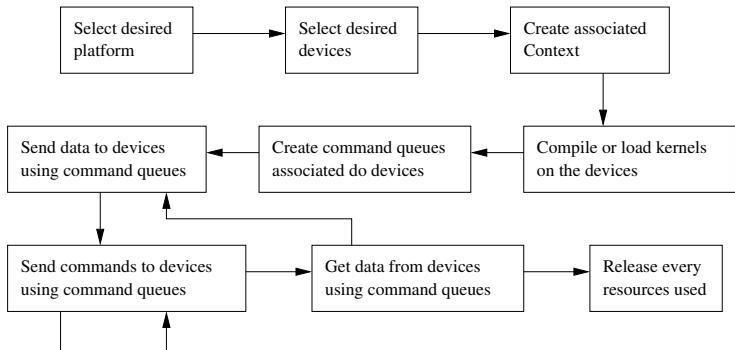 Select desired
platform
Select desired
devices
Create associated
Context
Send data to devices
using command queues
Create command queues
associated do devices
Compile or load kernels
on the devices
Send commands to devices
using command queues
Get data from devices
using command queues
Release every
resources used